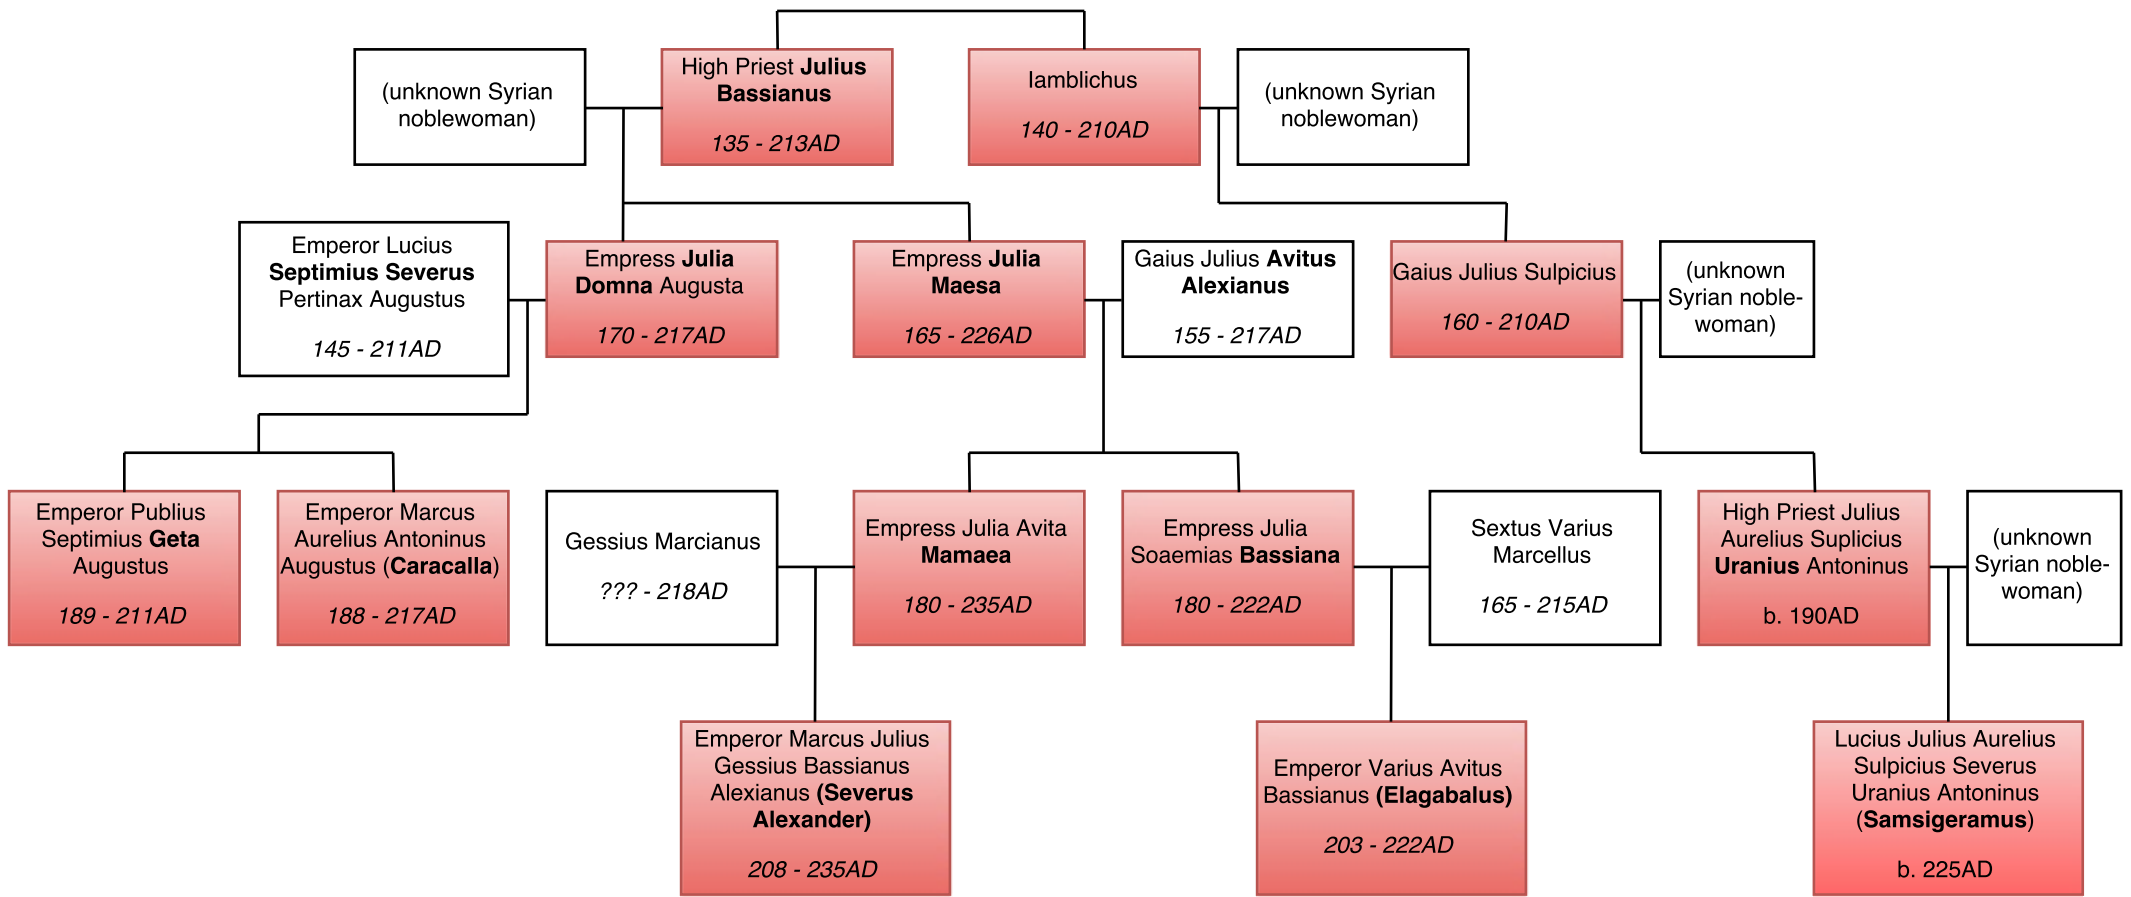 (unknown Syrian
noblewoman)
High Priest Julius
Bassianus
135 - 213AD
Iamblichus
140 - 210AD
(unknown Syrian
noblewoman)
Emperor Lucius
Septimius Severus
Pertinax Augustus
145 - 211AD
Empress Julia
Domna Augusta
170 - 217AD
Empress Julia
Maesa
165 - 226AD
Gaius Julius Avitus
Alexianus
155 - 217AD
Gaius Julius Sulpicius
160 - 210AD
(unknown
Syrian noble-
woman)
Emperor Publius
Septimius Geta
Augustus
189 - 211AD
Emperor Marcus
Aurelius Antoninus
Augustus (Caracalla)
188 - 217AD
Gessius Marcianus
??? - 218AD
Empress Julia Avita
Mamaea
180 - 235AD
Empress Julia
Soaemias Bassiana
180 - 222AD
Sextus Varius
Marcellus
165 - 215AD
High Priest Julius
Aurelius Suplicius
Uranius Antoninus
b. 190AD
(unknown
Syrian noble-
woman)
Emperor Marcus Julius
Gessius Bassianus
Alexianus (Severus
Alexander)
208 - 235AD
Emperor Varius Avitus
Bassianus (Elagabalus)
203 - 222AD
Lucius Julius Aurelius
Sulpicius Severus
Uranius Antoninus
(Samsigeramus)
b. 225AD